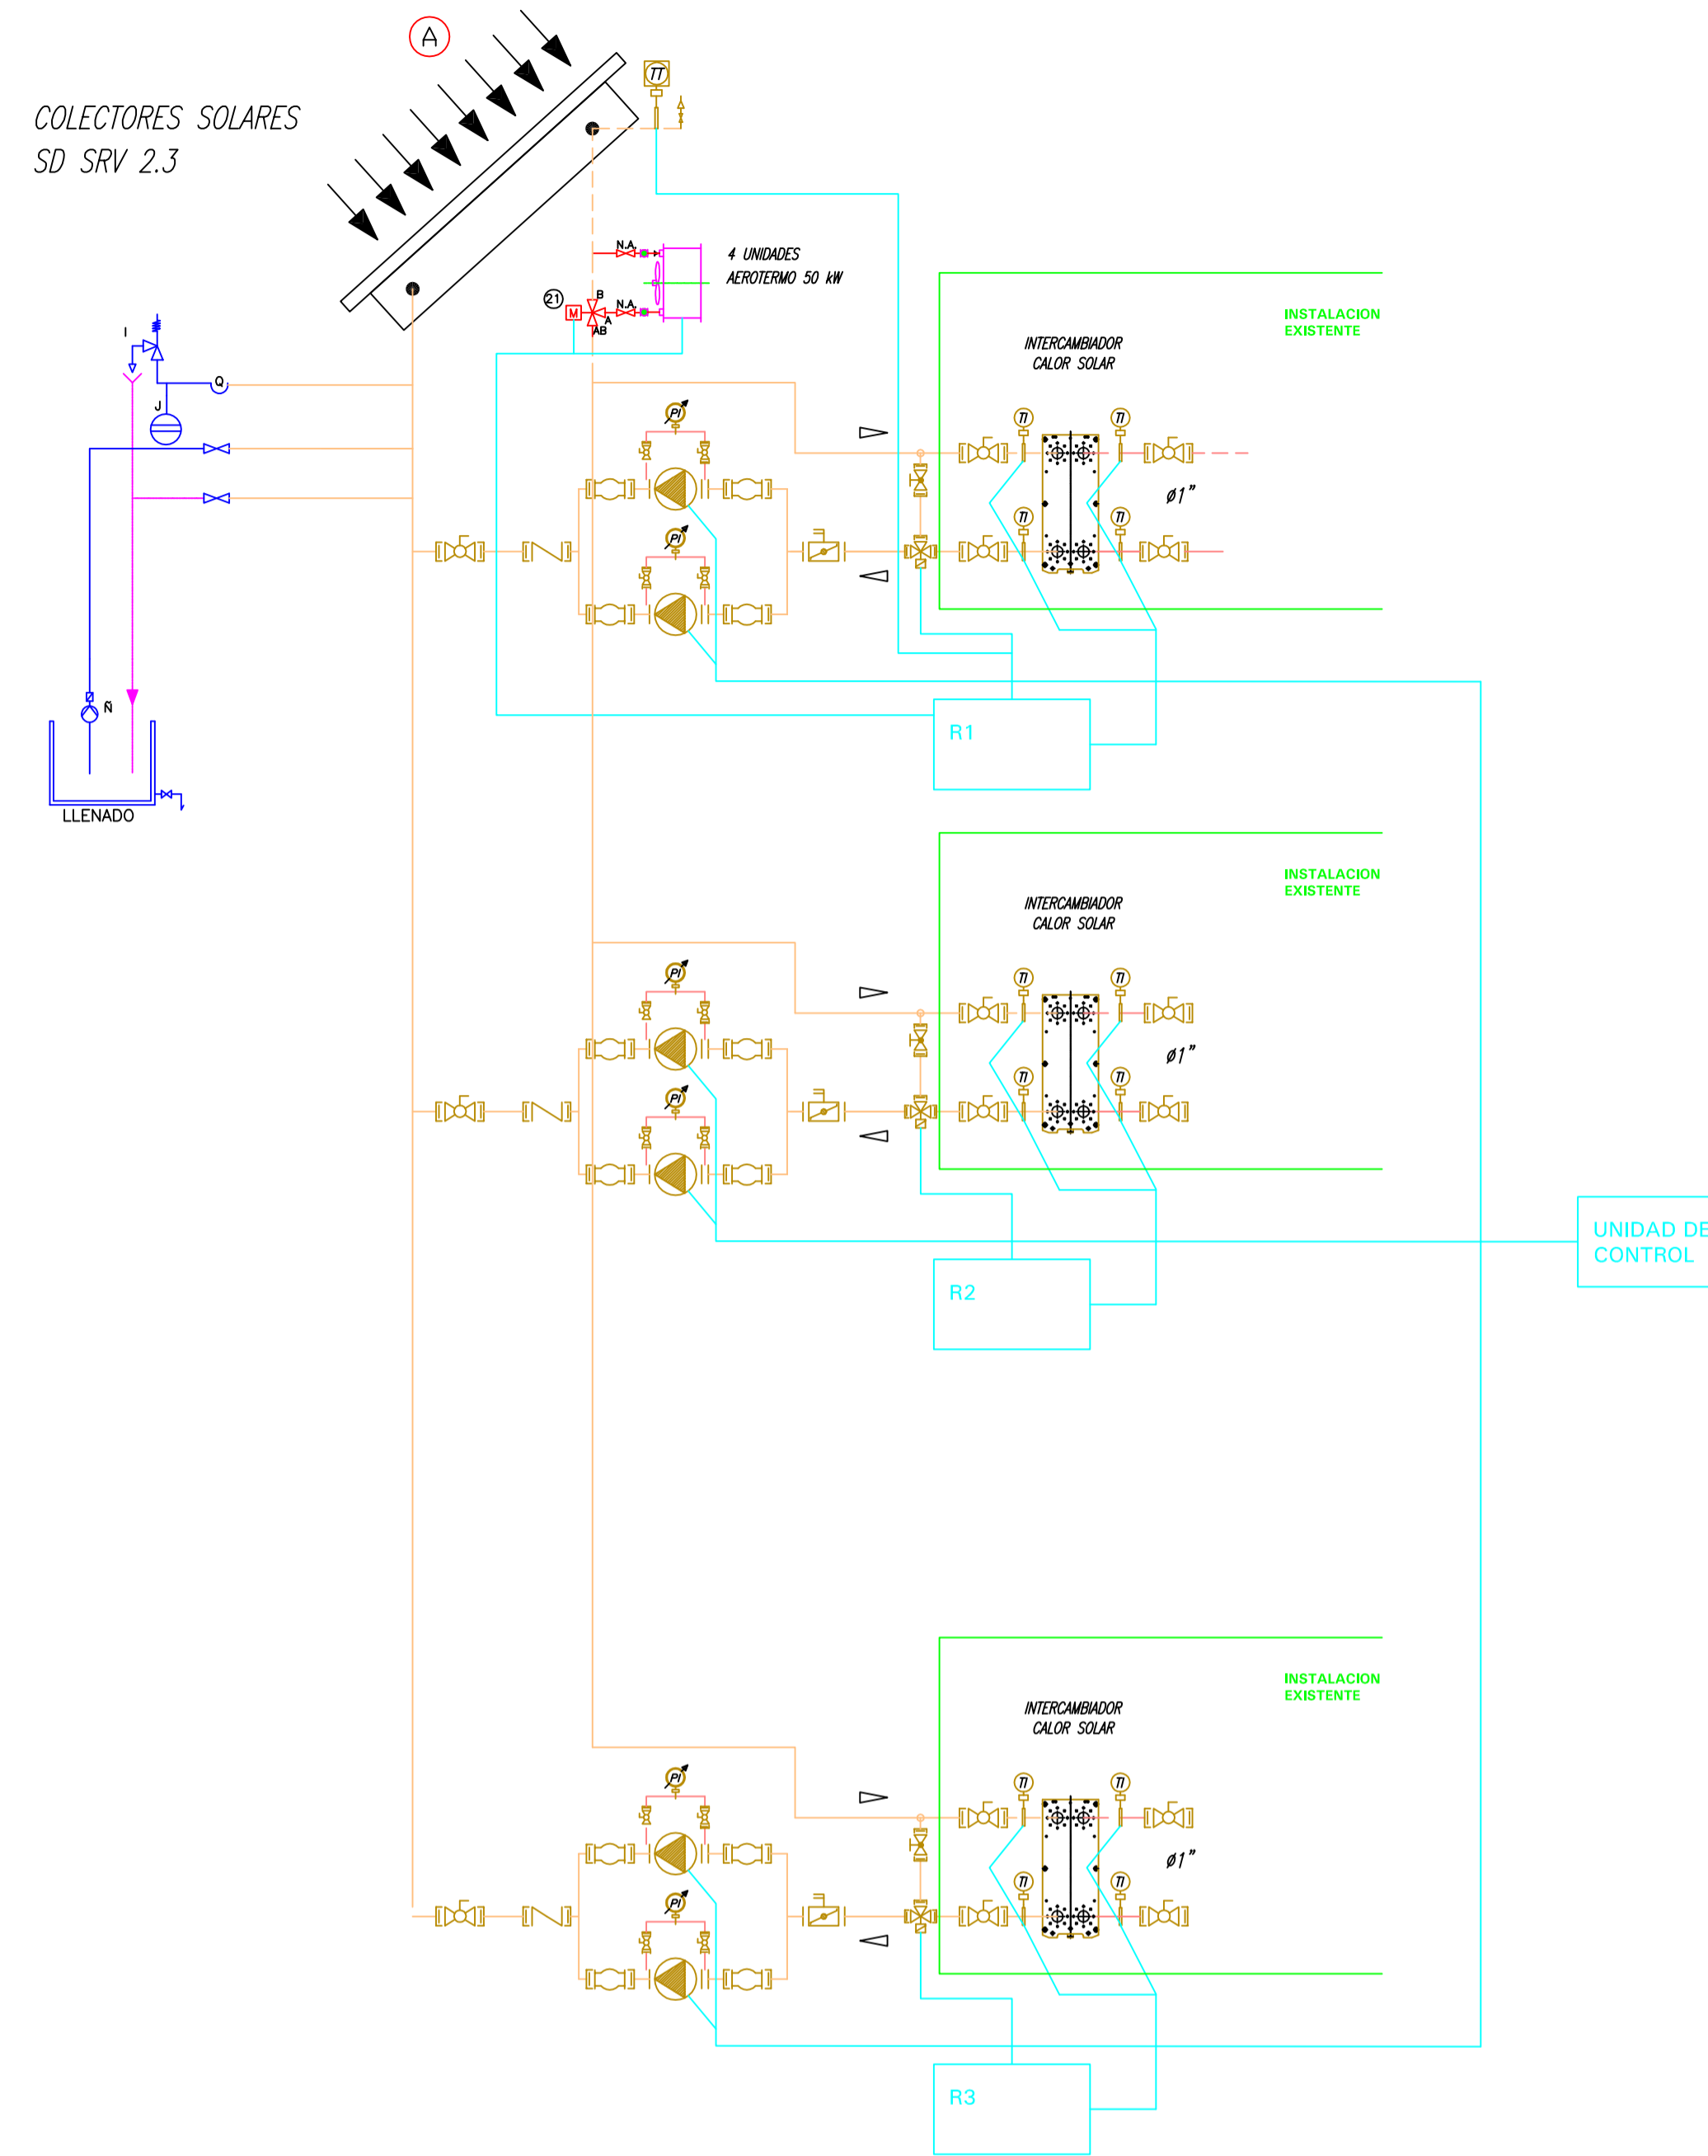 A
COLECTORES SOLARES
SD SRV 2.3
TT
N.A.
4 UNIDADES
AEROTERMO 50 kW
21
M
B
A
AB
N.A.
INSTALACION
EXISTENTE
INTERCAMBIADOR
CALOR SOLAR
I
Q
J
PI
TI
TI
ø1"
PI
TI
TI
Ñ
LLENADO
R1
INSTALACION
EXISTENTE
INTERCAMBIADOR
CALOR SOLAR
PI
TI
TI
ø1"
PI
TI
TI
UNIDAD DE
CONTROL
R2
INSTALACION
EXISTENTE
INTERCAMBIADOR
CALOR SOLAR
PI
TI
TI
ø1"
PI
TI
TI
R3